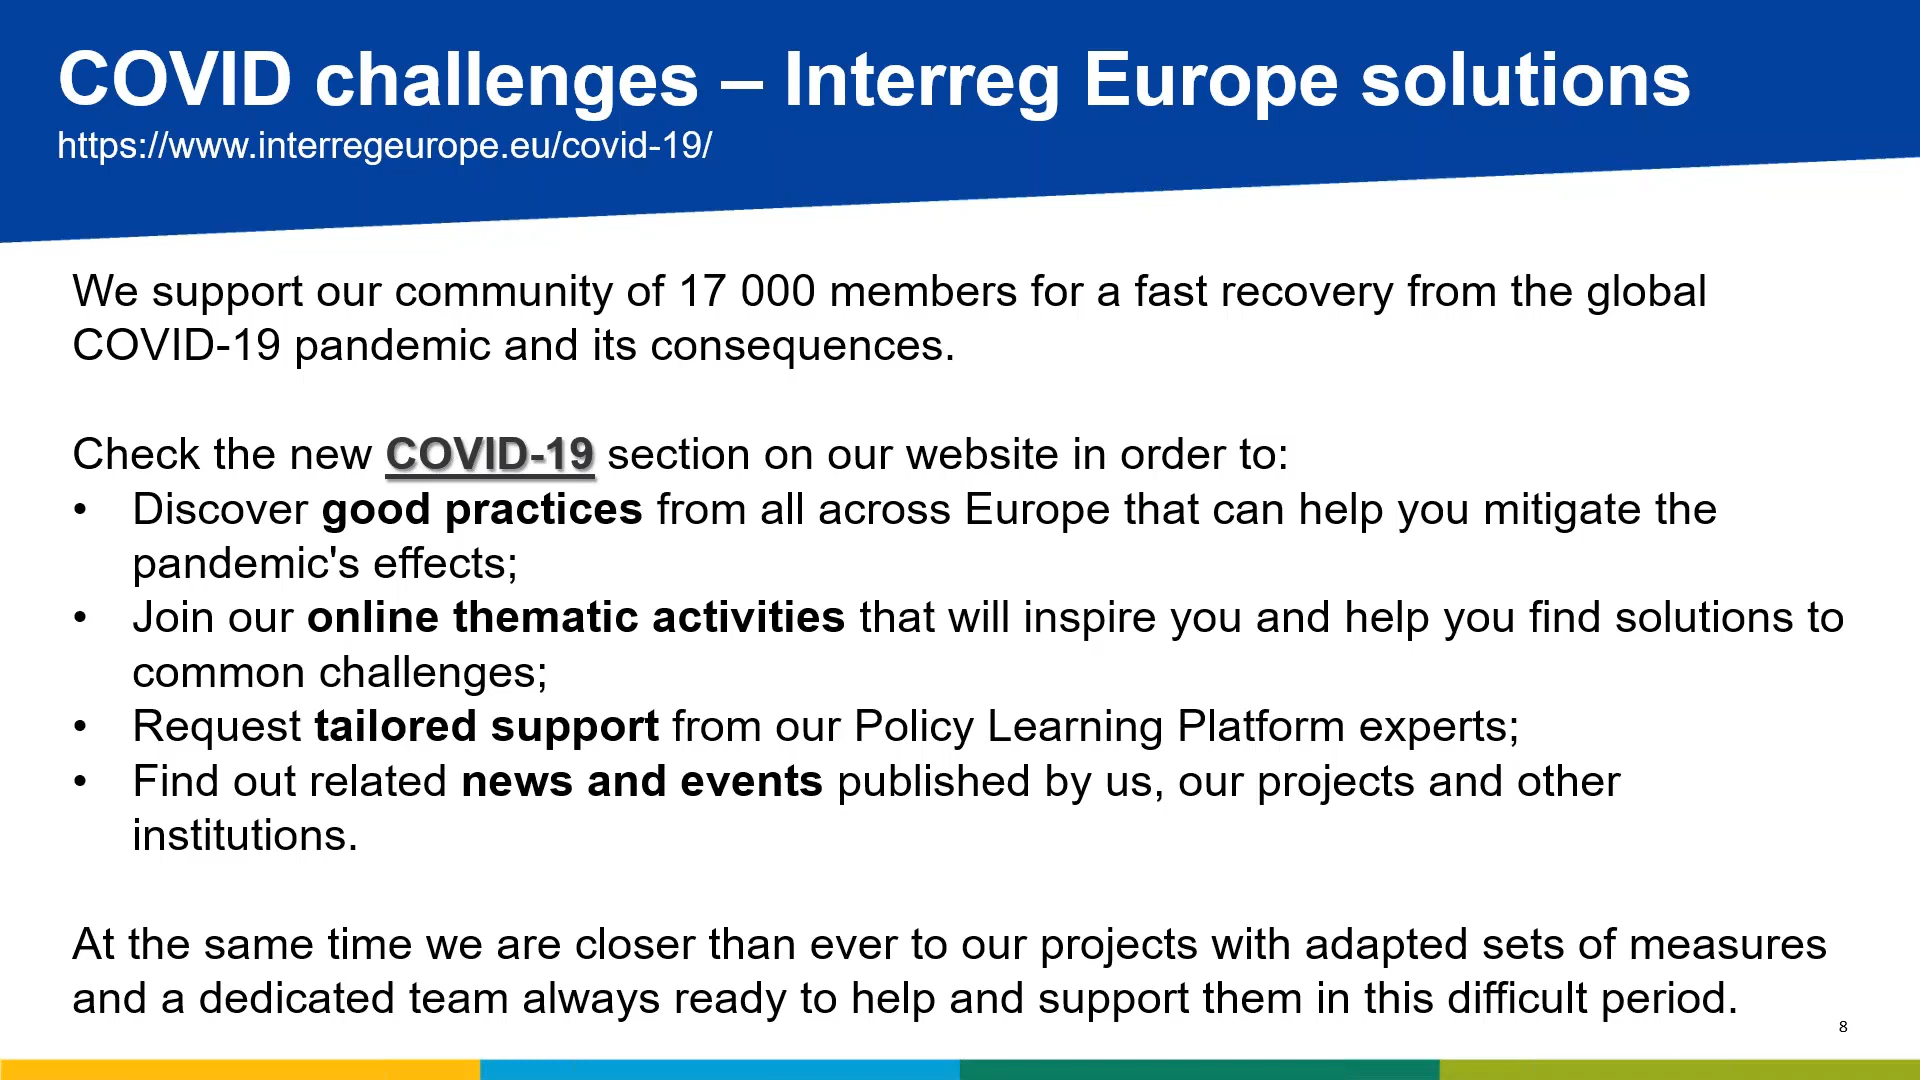 COVID challenges – Interreg Europe solutions
https://www.interregeurope.eu/covid-19/
We support our community of 17 000 members for a fast recovery from the global
COVID-19 pandemic and its consequences.
Check the new COVID-19 section on our website in order to:
• Discover good practices from all across Europe that can help you mitigate the
pandemic's effects;
• Join our online thematic activities that will inspire you and help you find solutions to
common challenges;
• Request tailored support from our Policy Learning Platform experts;
• Find out related news and events published by us, our projects and other
institutions.
At the same time we are closer than ever to our projects with adapted sets of measures
and a dedicated team always ready to help and support them in this difficult period.
8